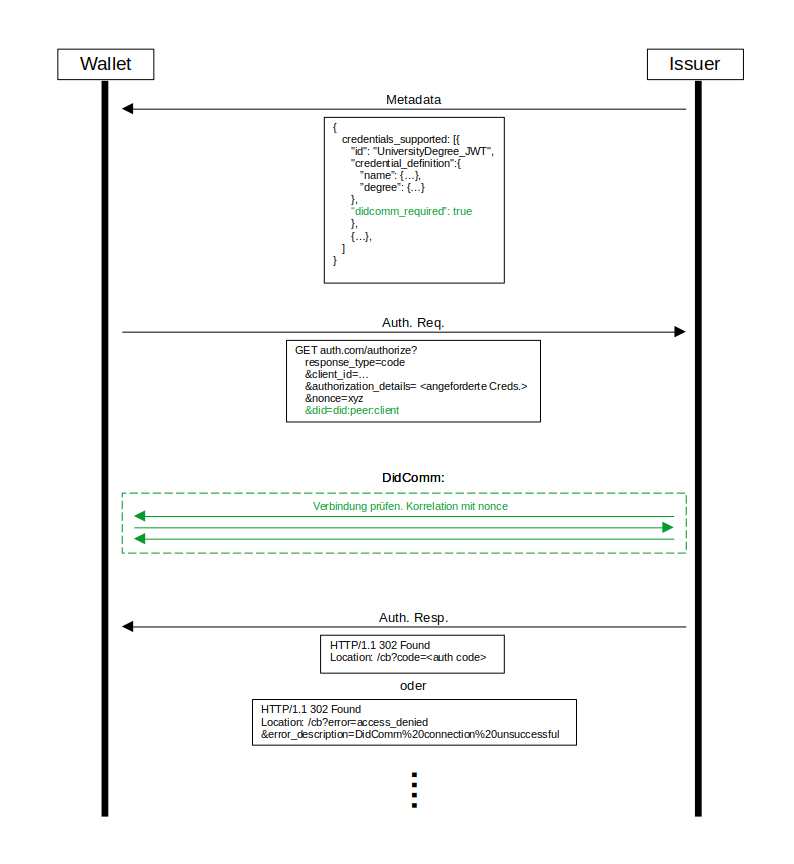 Wallet
Issuer
Metadata
{
credentials_supported: [{
"id": "UniversityDegree_JWT",
"credential_definition":{
"name": {...},
"degree": {…}
},
"didcomm_required": true
},
{...},
]
}
Auth. Req.
GET auth.com/authorize?
response_type=code
&client_id=…
&authorization_details= <angeforderte Creds.>
&nonce=xyz
&did=did:peer:client
DidComm:
Verbindung prüfen. Korrelation mit nonce
Auth. Resp.
HTTP/1.1 302 Found
Location: /cb?code=<auth code>
oder
HTTP/1.1 302 Found
Location: /cb?error=access_denied
&error_description=DidComm%20connection%20unsuccessful